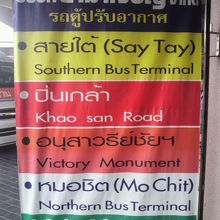 รถตู้ปรับอากาศ
• สายใต้ (Say Tay)
Southern Bus Terminal
• ปิ่นเกล้า
Khao san Road
• อนุสาวรีย์ชัยฯ
Victory Monument
• หมอชิต (Mo Chit)
Northern Bus Terminal